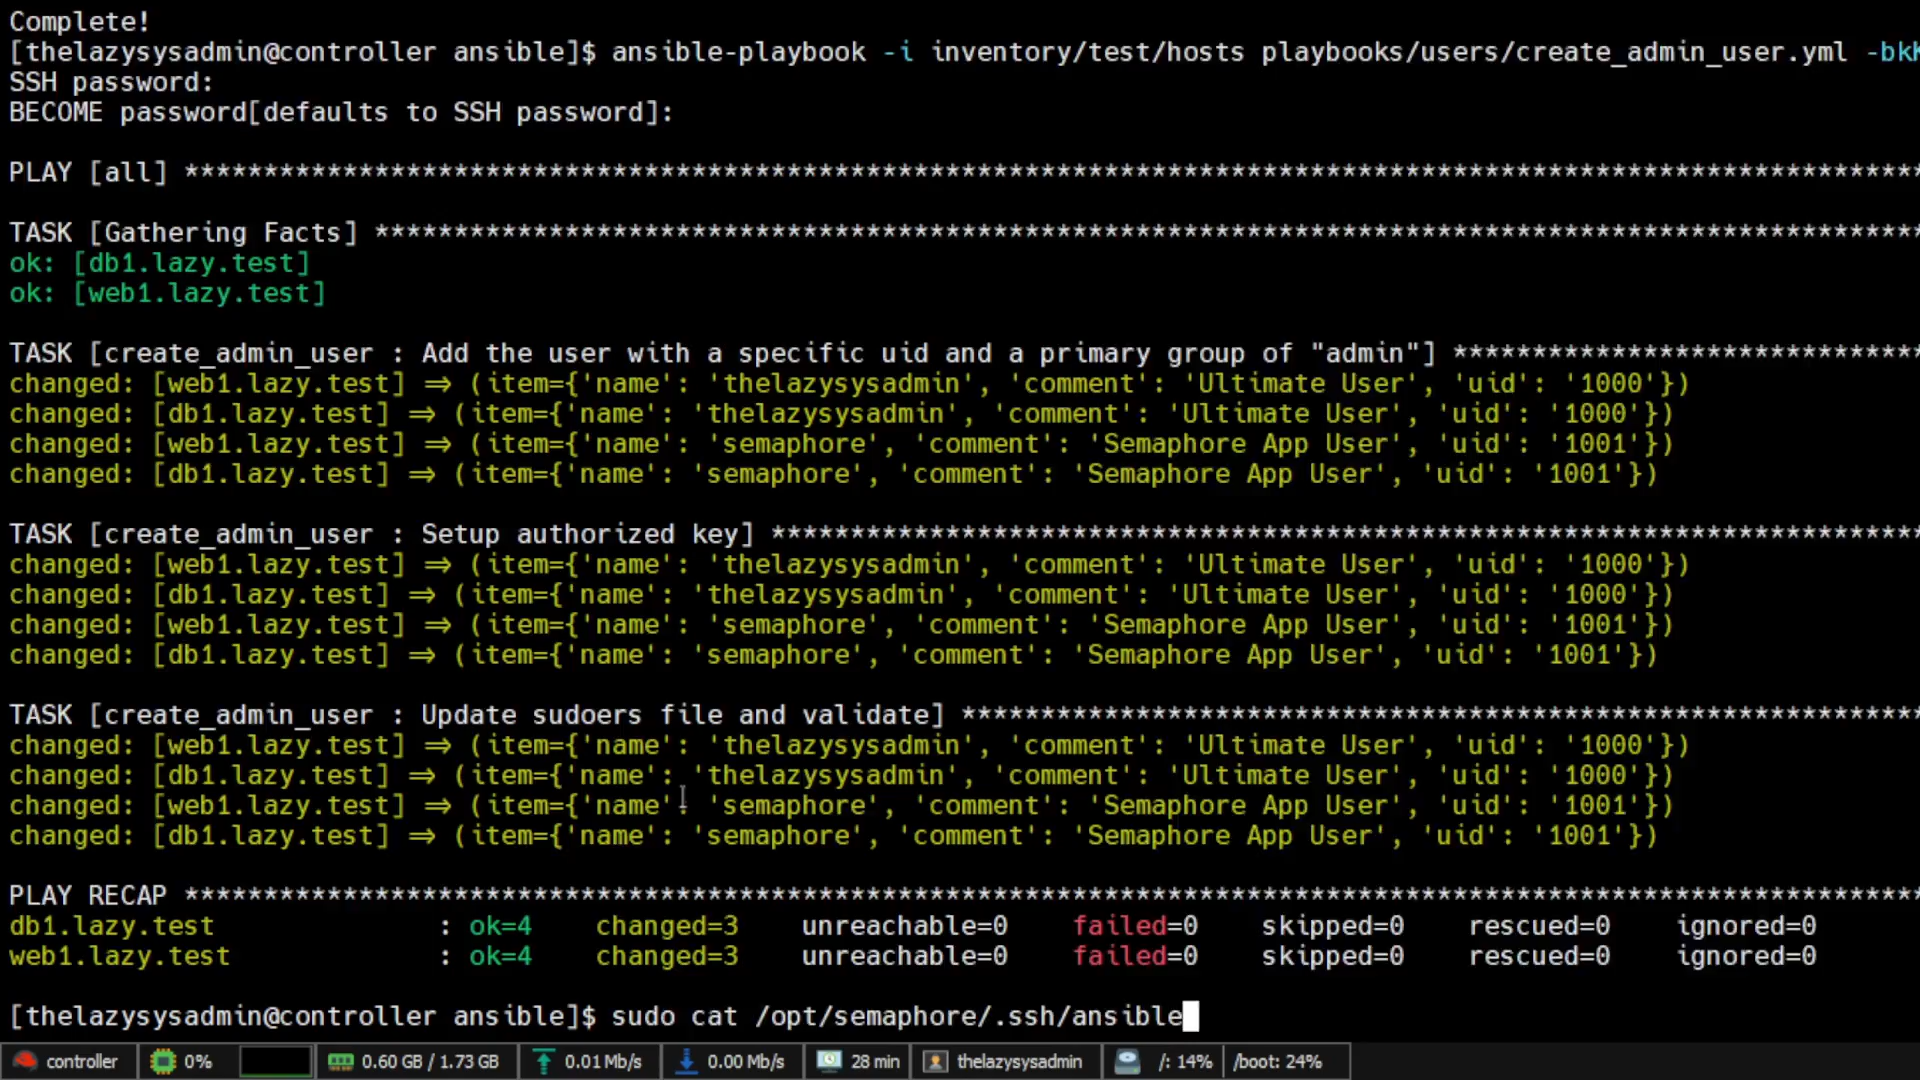 Complete!
[thelazysysadmin@controller ansible]$ ansible-playbook -i inventory/test/hosts playbooks/users/create_admin_user.yml -bkK
SSH password:
BECOME password[defaults to SSH password]:
PLAY [all] **************************************************************************************************************
TASK [Gathering Facts] **************************************************************************************************
ok: [db1.lazy.test]
ok: [web1.lazy.test]
TASK [create_admin_user : Add the user with a specific uid and a primary group of "admin"] ******************************
changed: [web1.lazy.test] => (item={'name': 'thelazysysadmin', 'comment': 'Ultimate User', 'uid': '1000'})
changed: [db1.lazy.test] => (item={'name': 'thelazysysadmin', 'comment': 'Ultimate User', 'uid': '1000'})
changed: [web1.lazy.test] => (item={'name': 'semaphore', 'comment': 'Semaphore App User', 'uid': '1001'})
changed: [db1.lazy.test] => (item={'name': 'semaphore', 'comment': 'Semaphore App User', 'uid': '1001'})
TASK [create_admin_user : Setup authorized key] *************************************************************************
changed: [web1.lazy.test] => (item={'name': 'thelazysysadmin', 'comment': 'Ultimate User', 'uid': '1000'})
changed: [db1.lazy.test] => (item={'name': 'thelazysysadmin', 'comment': 'Ultimate User', 'uid': '1000'})
changed: [web1.lazy.test] => (item={'name': 'semaphore', 'comment': 'Semaphore App User', 'uid': '1001'})
changed: [db1.lazy.test] => (item={'name': 'semaphore', 'comment': 'Semaphore App User', 'uid': '1001'})
TASK [create_admin_user : Update sudoers file and validate] *************************************************************
changed: [web1.lazy.test] => (item={'name': 'thelazysysadmin', 'comment': 'Ultimate User', 'uid': '1000'})
changed: [db1.lazy.test] => (item={'name': 'thelazysysadmin', 'comment': 'Ultimate User', 'uid': '1000'})
changed: [web1.lazy.test] => (item={'name': 'semaphore', 'comment': 'Semaphore App User', 'uid': '1001'})
changed: [db1.lazy.test] => (item={'name': 'semaphore', 'comment': 'Semaphore App User', 'uid': '1001'})
PLAY RECAP **************************************************************************************************************
db1.lazy.test : ok=4 changed=3 unreachable=0 failed=0 skipped=0 rescued=0 ignored=0
web1.lazy.test : ok=4 changed=3 unreachable=0 failed=0 skipped=0 rescued=0 ignored=0
[thelazysysadmin@controller ansible]$ sudo cat /opt/semaphore/.ssh/ansible
controller 0% 0.60 GB / 1.73 GB 0.01 Mb/s 0.00 Mb/s 28 min thelazysysadmin /: 14% /boot: 24%